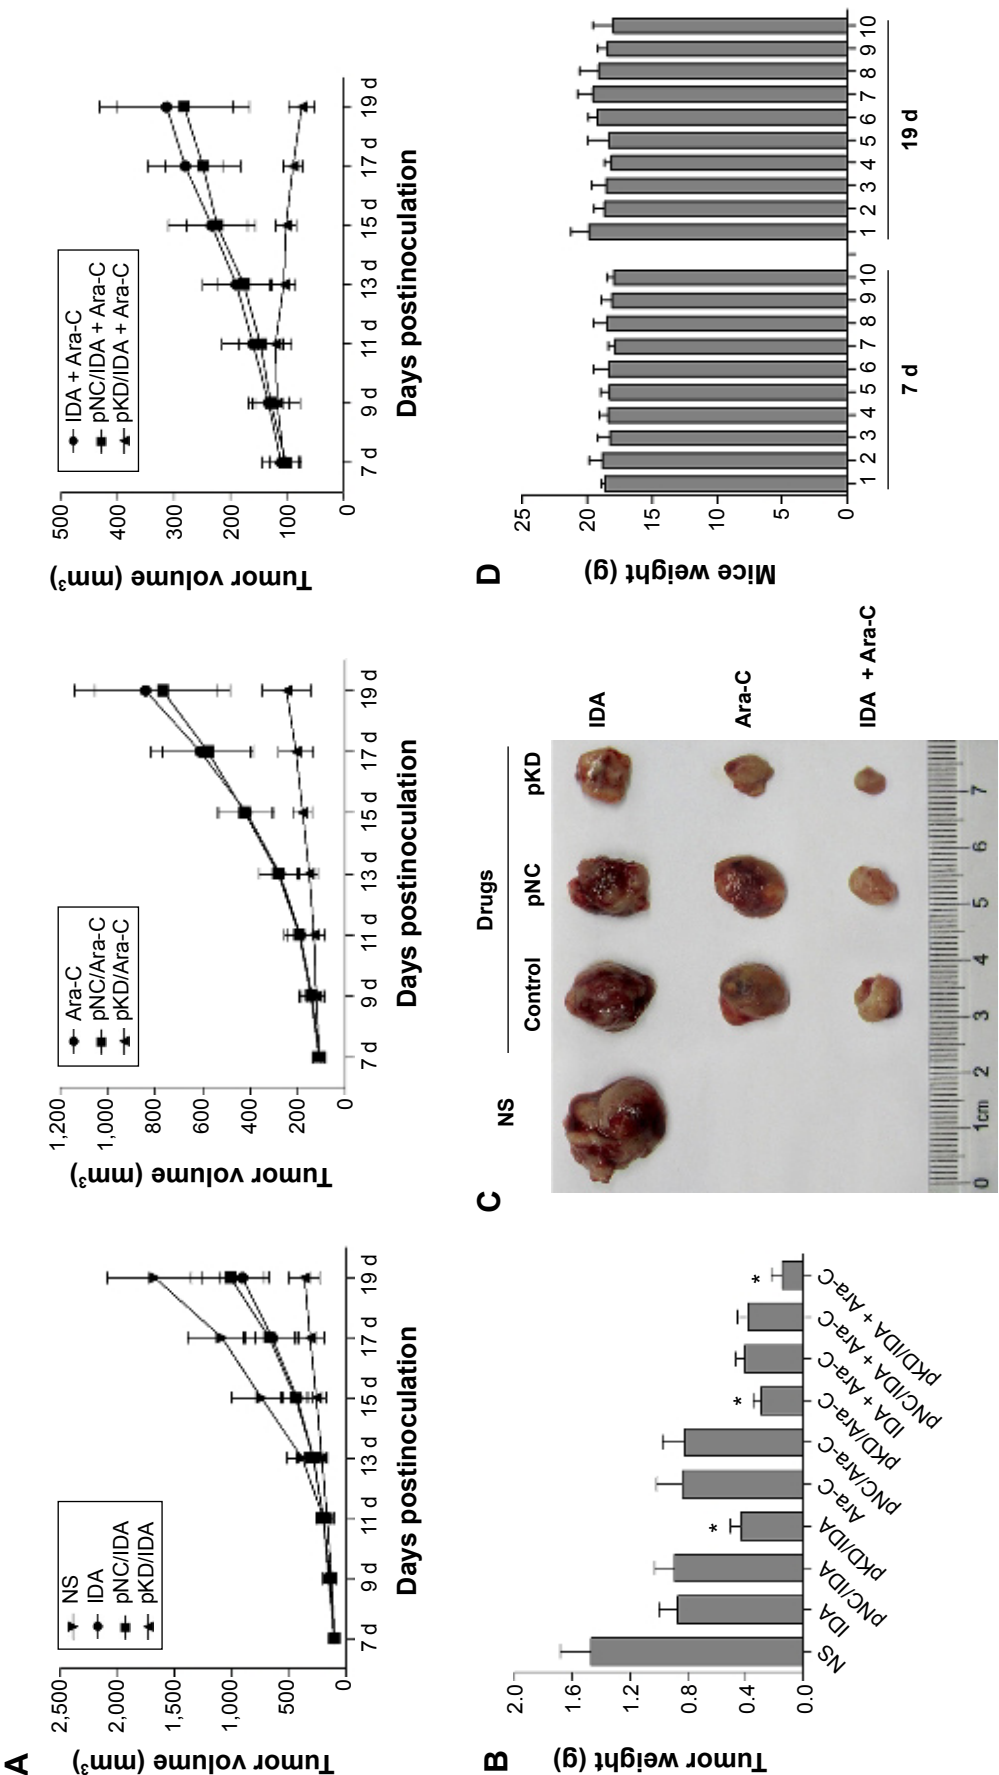 A
Tumor volume (mm³)
2,500
2,000
1,500
1,000
500
0
NS
IDA
pNC/IDA
pKD/IDA
7 d 9 d 11 d 13 d 15 d 17 d 19 d
Days postinoculation
Tumor volume (mm³)
1,200
1,000
800
600
400
200
0
Ara-C
pNC/Ara-C
pKD/Ara-C
7 d 9 d 11 d 13 d 15 d 17 d 19 d
Days postinoculation
Tumor volume (mm³)
500
400
300
200
100
0
IDA + Ara-C
pNC/IDA + Ara-C
pKD/IDA + Ara-C
7 d 9 d 11 d 13 d 15 d 17 d 19 d
Days postinoculation
B
Tumor weight (g)
2.0
1.6
1.2
0.8
0.4
0.0
* * *
NS
IDA
pNC/IDA
pKD/IDA
Ara-C
pNC/Ara-C
pKD/Ara-C
IDA + Ara-C
pNC/IDA + Ara-C
pKD/IDA + Ara-C
C
NS
Drugs
Control pNC pKD
IDA
Ara-C
IDA + Ara-C
0 1cm 2 3 4 5 6 7
D
Mice weight (g)
25
20
15
10
5
0
1 2 3 4 5 6 7 8 9 10 1 2 3 4 5 6 7 8 9 10
7 d 19 d